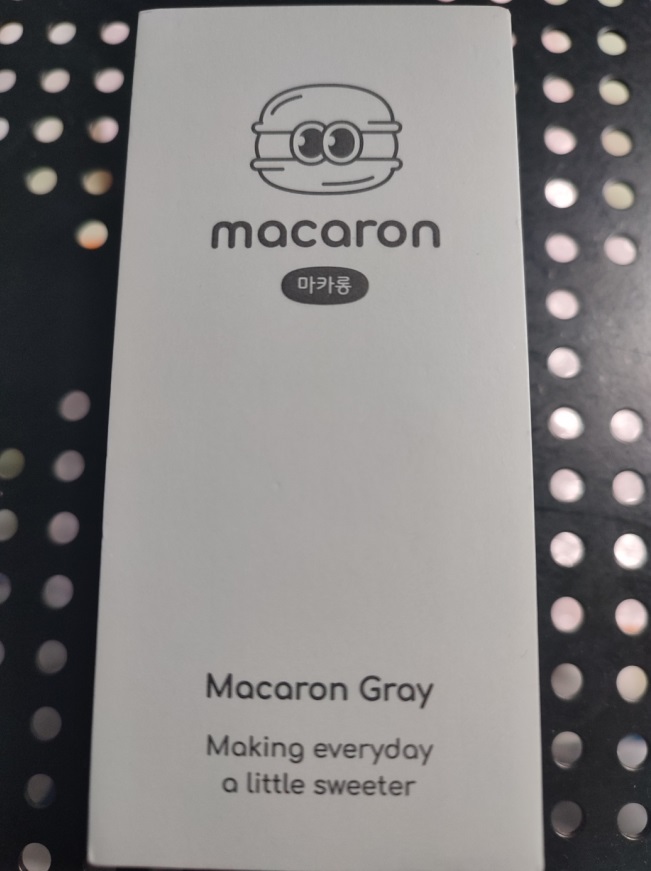 macaron
마카롱
Macaron Gray
Making everyday
a little sweeter